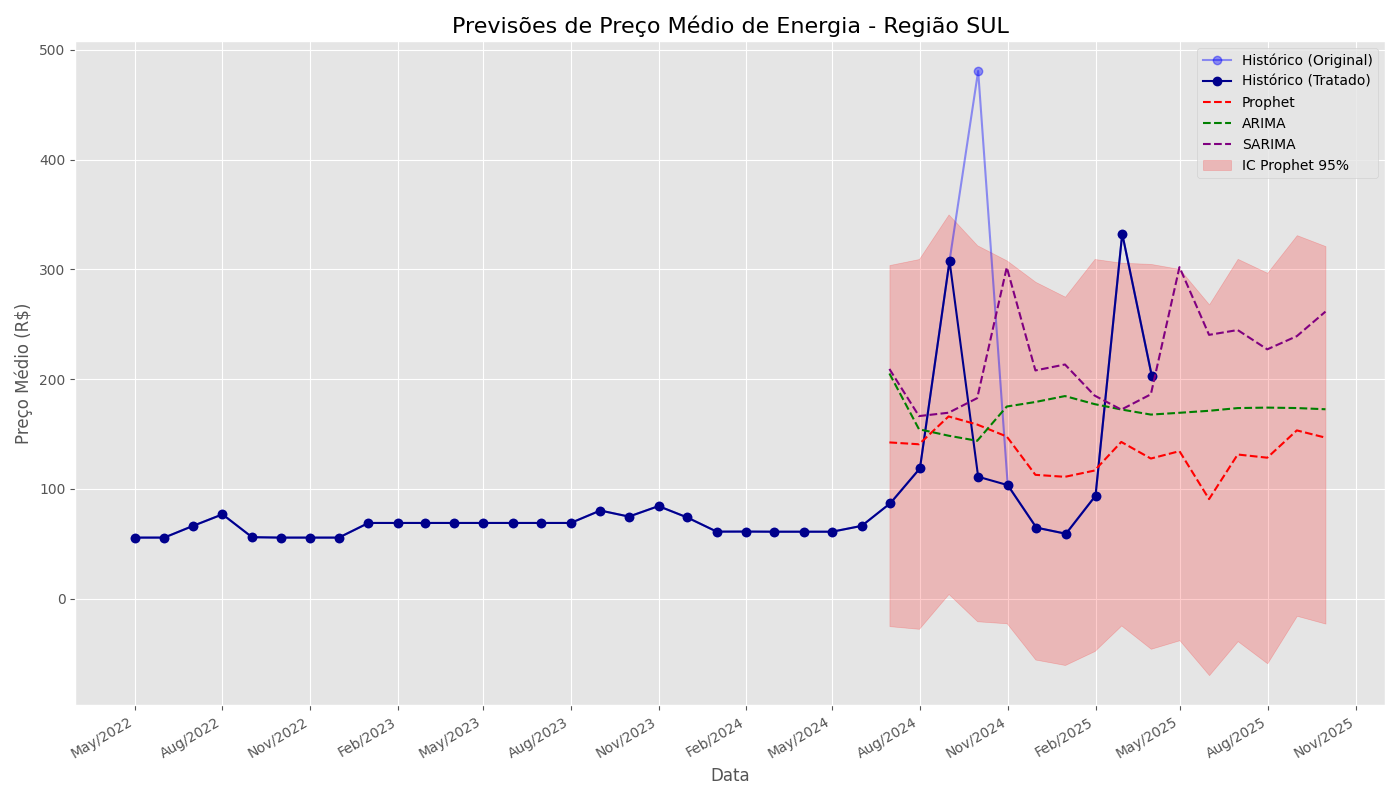 Previsões de Preço Médio de Energia - Região SUL
Histórico (Original)
Histórico (Tratado)
Prophet
ARIMA
SARIMA
IC Prophet 95%
Preço Médio (R$)
500
400
300
200
100
0
May/2022
Aug/2022
Nov/2022
Feb/2023
May/2023
Aug/2023
Nov/2023
Feb/2024
May/2024
Aug/2024
Nov/2024
Feb/2025
May/2025
Aug/2025
Nov/2025
Data